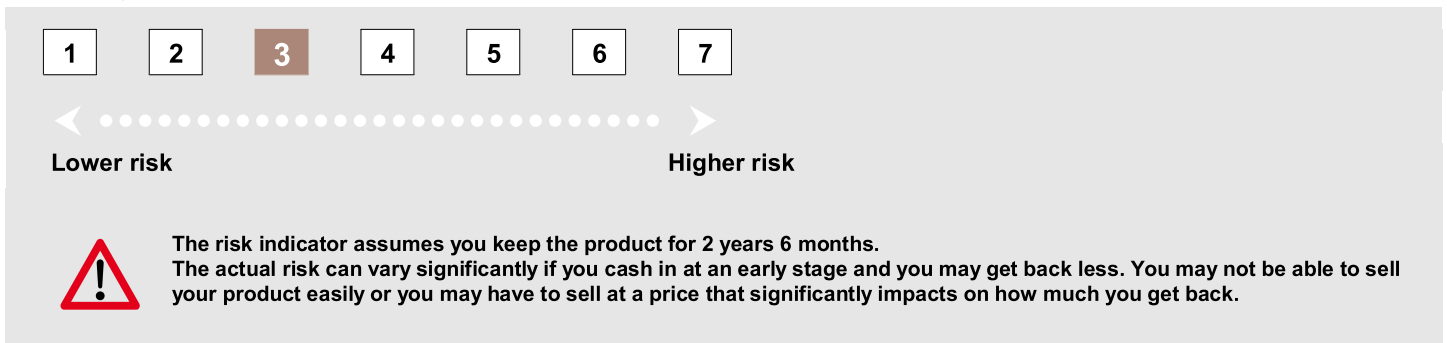 1 2 3 4 5 6 7
Lower risk Higher risk
The risk indicator assumes you keep the product for 2 years 6 months.
The actual risk can vary significantly if you cash in at an early stage and you may get back less. You may not be able to sell
your product easily or you may have to sell at a price that significantly impacts on how much you get back.